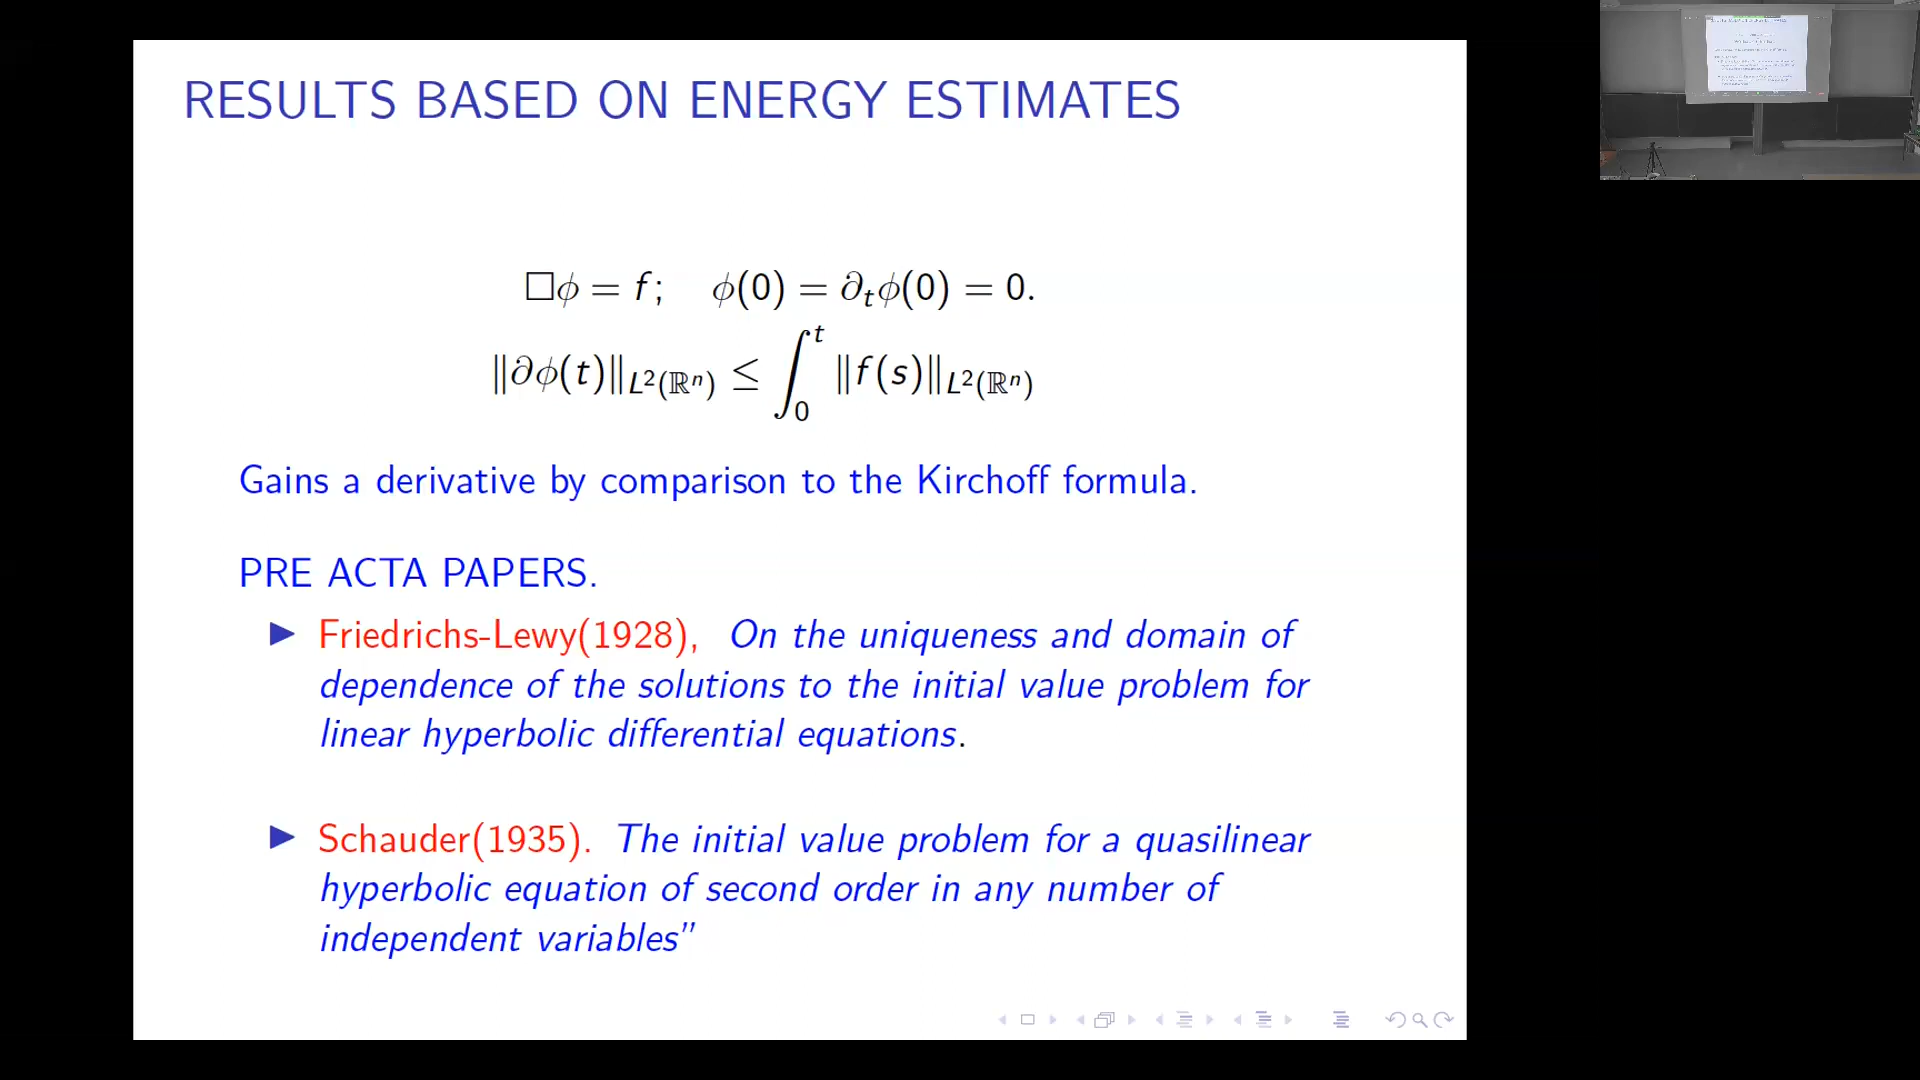 RESULTS BASED ON ENERGY ESTIMATES
□ϕ = f; ϕ(0) = ∂ₜϕ(0) = 0.
‖∂ϕ(t)‖_{L²(ℝⁿ)} ≤ ∫₀ᵗ ‖f(s)‖_{L²(ℝⁿ)}
Gains a derivative by comparison to the Kirchoff formula.
PRE ACTA PAPERS.
▶ Friedrichs-Lewy(1928), On the uniqueness and domain of
dependence of the solutions to the initial value problem for
linear hyperbolic differential equations.
▶ Schauder(1935). The initial value problem for a quasilinear
hyperbolic equation of second order in any number of
independent variables”